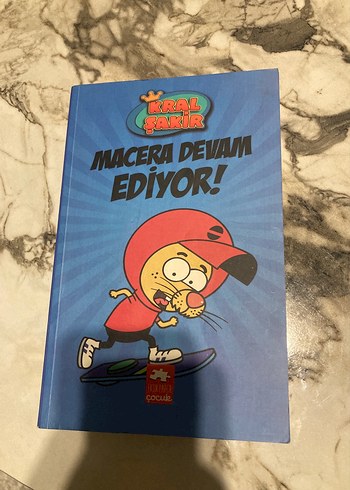 KRAL
ŞAKİR
MACERA DEVAM
EDİYOR!
çocuk